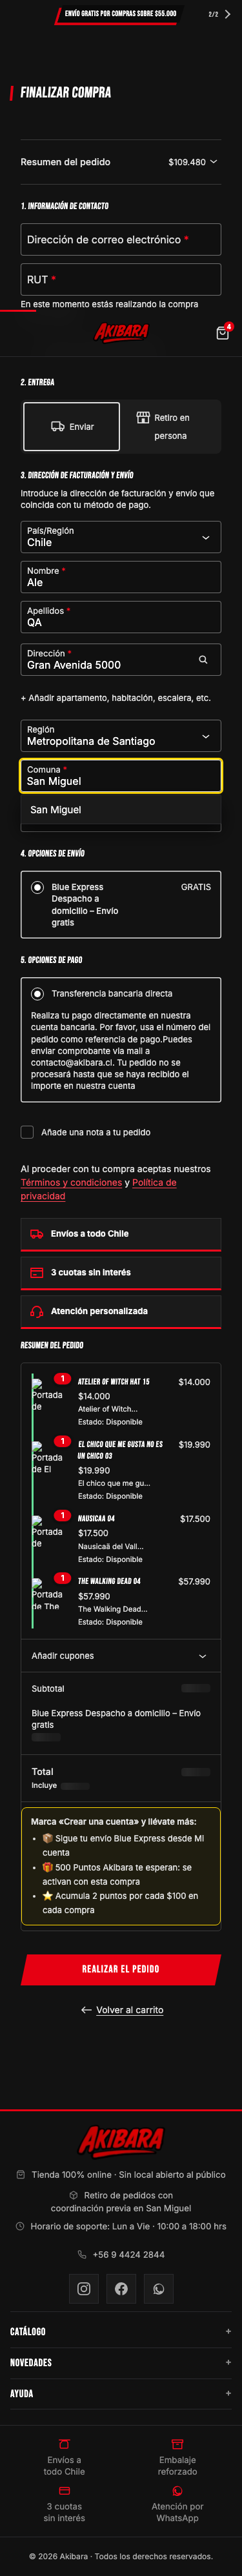 ENVÍO GRATIS POR COMPRAS SOBRE $55.000
2/2
FINALIZAR COMPRA
Resumen del pedido $109.480
1. INFORMACIÓN DE CONTACTO
Dirección de correo electrónico *
RUT *
En este momento estás realizando la compra
AKIBARA
4
2. ENTREGA
Enviar
Retiro en
persona
3. DIRECCIÓN DE FACTURACIÓN Y ENVÍO
Introduce la dirección de facturación y envío que
coincida con tu método de pago.
País/Región
Chile
Nombre *
Ale
Apellidos *
QA
Dirección *
Gran Avenida 5000
+ Añadir apartamento, habitación, escalera, etc.
Región
Metropolitana de Santiago
Comuna *
San Miguel
San Miguel
4. OPCIONES DE ENVÍO
Blue Express
Despacho a
domicilio – Envío
gratis
GRATIS
5. OPCIONES DE PAGO
Transferencia bancaria directa
Realiza tu pago directamente en nuestra
cuenta bancaria. Por favor, usa el número del
pedido como referencia de pago.Puedes
enviar comprobante via mail a
contacto@akibara.cl. Tu pedido no se
procesará hasta que se haya recibido el
importe en nuestra cuenta
Añade una nota a tu pedido
Al proceder con tu compra aceptas nuestros
Términos y condiciones y Política de
privacidad
Envíos a todo Chile
3 cuotas sin interés
Atención personalizada
RESUMEN DEL PEDIDO
Portada
de
1
ATELIER OF WITCH HAT 15 $14.000
$14.000
Atelier of Witch...
Estado: Disponible
Portada
de El
1
EL CHICO QUE ME GUSTA NO ES
UN CHICO 03
$19.990
$19.990
El chico que me gu...
Estado: Disponible
Portada
de
1
NAUSICAA 04 $17.500
$17.500
Nausicaä del Vall...
Estado: Disponible
Portada
de The
1
THE WALKING DEAD 04 $57.990
$57.990
The Walking Dead...
Estado: Disponible
Añadir cupones
Subtotal
Blue Express Despacho a domicilio – Envío
gratis
Total
Incluye
Marca «Crear una cuenta» y llévate más:
• 📦 Sigue tu envío Blue Express desde Mi
cuenta
• 🎁 500 Puntos Akibara te esperan: se
activan con esta compra
• ⭐ Acumula 2 puntos por cada $100 en
cada compra
REALIZAR EL PEDIDO
← Volver al carrito
AKIBARA
Tienda 100% online · Sin local abierto al público
Retiro de pedidos con
coordinación previa en San Miguel
Horario de soporte: Lun a Vie · 10:00 a 18:00 hrs
+56 9 4424 2844
CATÁLOGO +
NOVEDADES +
AYUDA +
Envíos a
todo Chile
Embalaje
reforzado
3 cuotas
sin interés
Atención por
WhatsApp
© 2026 Akibara · Todos los derechos reservados.